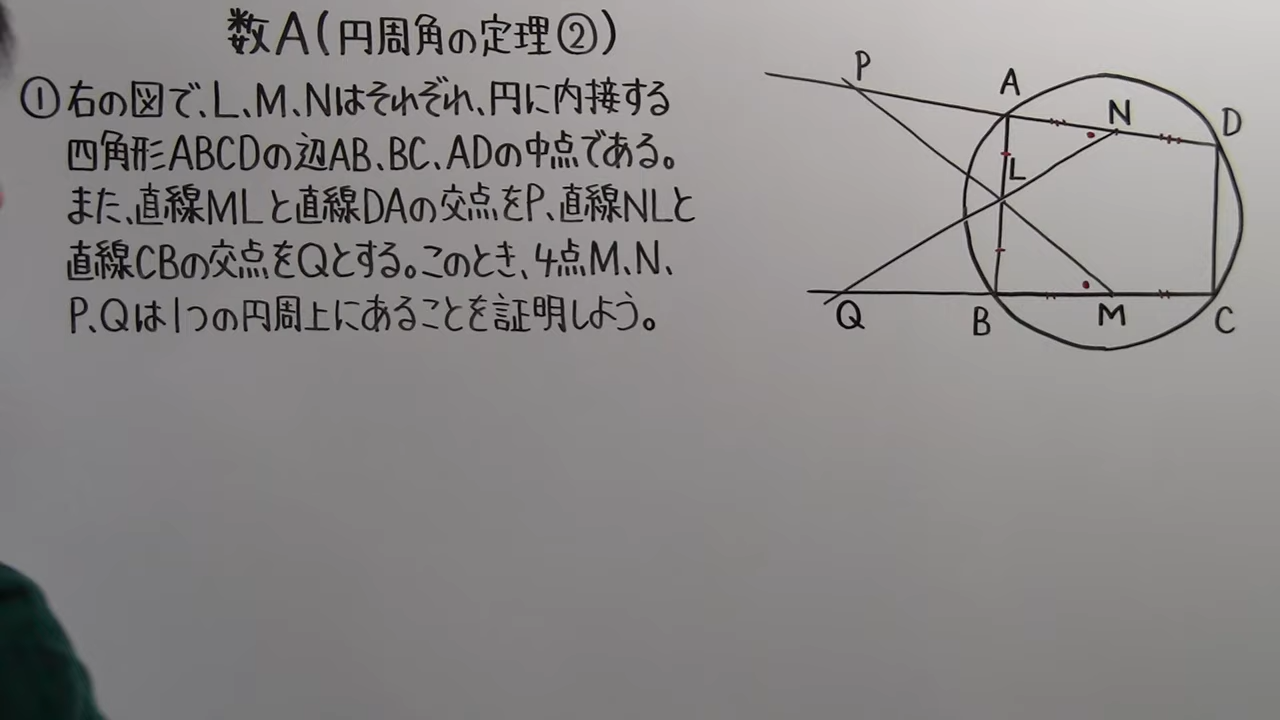 数A(円周角の定理②)
①右の図で、L、M、Nはそれぞれ、円に内接する
四角形ABCDの辺AB、BC、ADの中点である。
また、直線MLと直線DAの交点をP、直線NLと
直線CBの交点をQとする。このとき、4点M、N、
P、Qは1つの円周上にあることを証明しよう。
P
A
N
D
L
Q
B
M
C